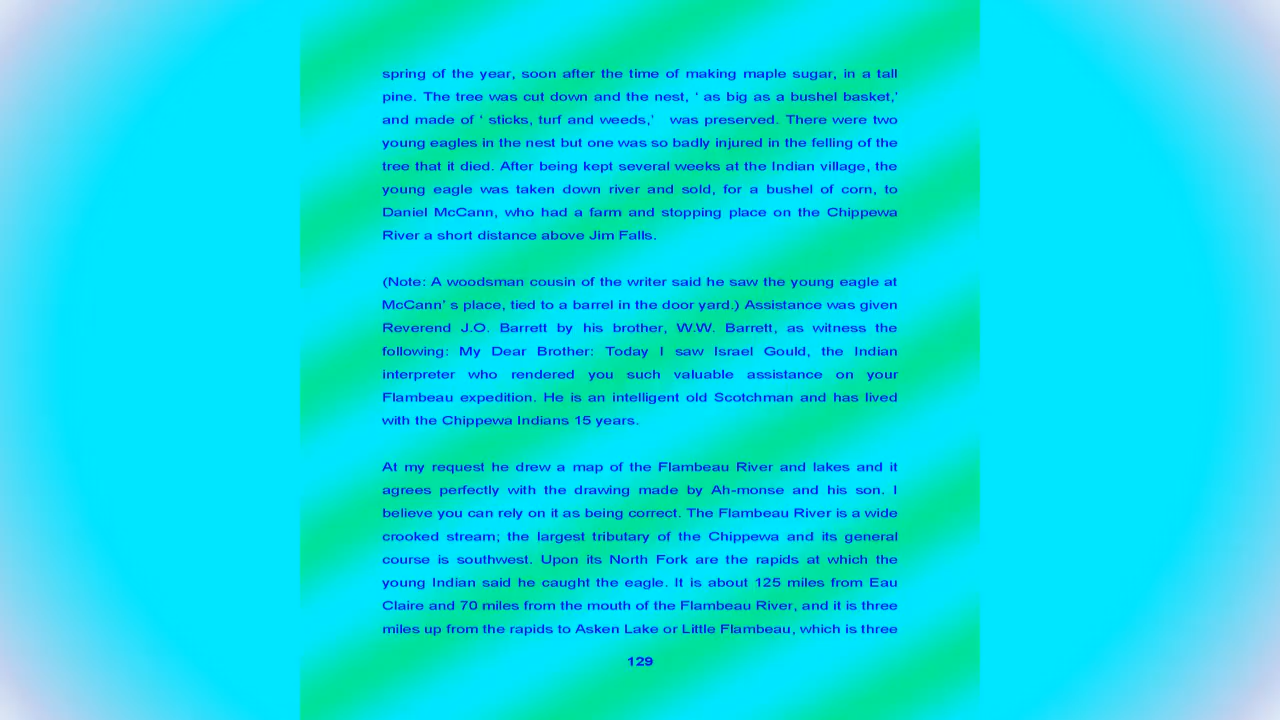 spring of the year, soon after the time of making maple sugar, in a tall
pine. The tree was cut down and the nest, ‘ as big as a bushel basket,’
and made of ‘ sticks, turf and weeds,’ was preserved. There were two
young eagles in the nest but one was so badly injured in the felling of the
tree that it died. After being kept several weeks at the Indian village, the
young eagle was taken down river and sold, for a bushel of corn, to
Daniel McCann, who had a farm and stopping place on the Chippewa
River a short distance above Jim Falls.
(Note: A woodsman cousin of the writer said he saw the young eagle at
McCann’ s place, tied to a barrel in the door yard.) Assistance was given
Reverend J.O. Barrett by his brother, W.W. Barrett, as witness the
following: My Dear Brother: Today I saw Israel Gould, the Indian
interpreter who rendered you such valuable assistance on your
Flambeau expedition. He is an intelligent old Scotchman and has lived
with the Chippewa Indians 15 years.
At my request he drew a map of the Flambeau River and lakes and it
agrees perfectly with the drawing made by Ah-monse and his son. I
believe you can rely on it as being correct. The Flambeau River is a wide
crooked stream; the largest tributary of the Chippewa and its general
course is southwest. Upon its North Fork are the rapids at which the
young Indian said he caught the eagle. It is about 125 miles from Eau
Claire and 70 miles from the mouth of the Flambeau River, and it is three
miles up from the rapids to Asken Lake or Little Flambeau, which is three
129